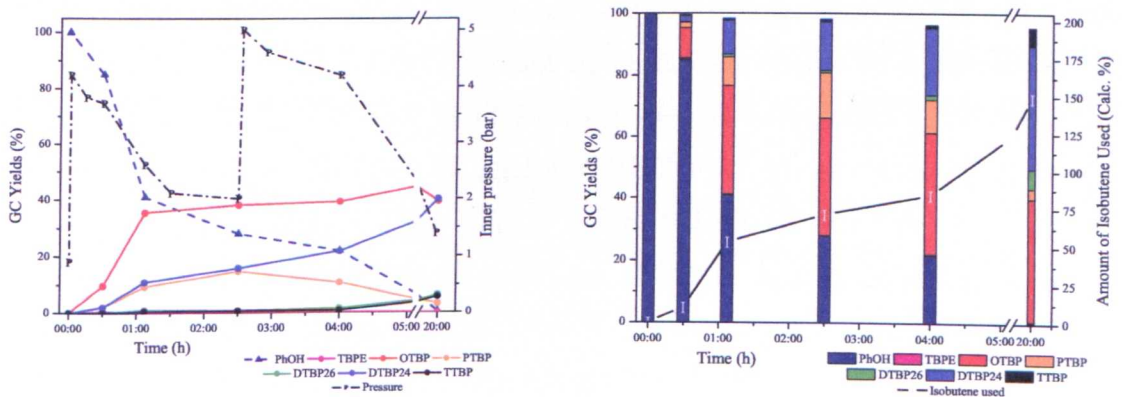 100
80
60
40
20
0
GC Yields (%)
5
4
3
2
1
0
Inner pressure (bar)
P
P
P
P
P
P
P
P
P
P
P
00:00
01:00
02:00
03:00
04:00
05:00
20:00
Time (h)
PhOH TBPE OTBP PTBP
DTBP26 DTBP24 TTBP
Pressure
100
80
60
40
20
0
GC Yields (%)
200
175
150
125
100
75
50
25
0
Amount of Isobutene Used (Calc. %)
00:00
01:00
02:00
03:00
04:00
05:00
20:00
Time (h)
PhOH TBPE OTBP PTBP
DTBP26 DTBP24 TTBP
Isobutene used